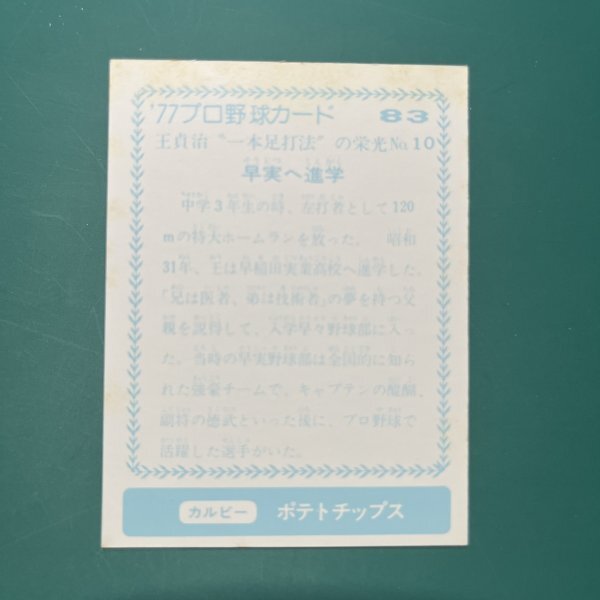 '77プロ野球カード 83
王貞治 〝一本足打法〟の栄光 No.10
早実へ進学
中学3年生の時、左打者として120
mの特大ホームランを放った。 昭和
31年、王は早稲田実業高校へ進学した。
「兄は医者、弟は技術者」の夢を持つ父
親を説得して、入学早々野球部に入っ
た。当時の早実野球部は全国的に知ら
れた強豪チームで、キャプテンの醍醐、
副将の徳武といった後に、プロ野球で
活躍した選手がいた。
カルビー ポテトチップス